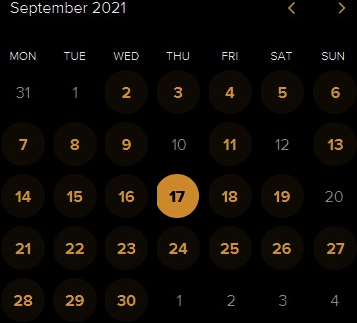 September 2021 < >
MON TUE WED THU FRI SAT SUN
31 1 2 3 4 5 6
7 8 9 10 11 12 13
14 15 16 17 18 19 20
21 22 23 24 25 26 27
28 29 30 1 2 3 4